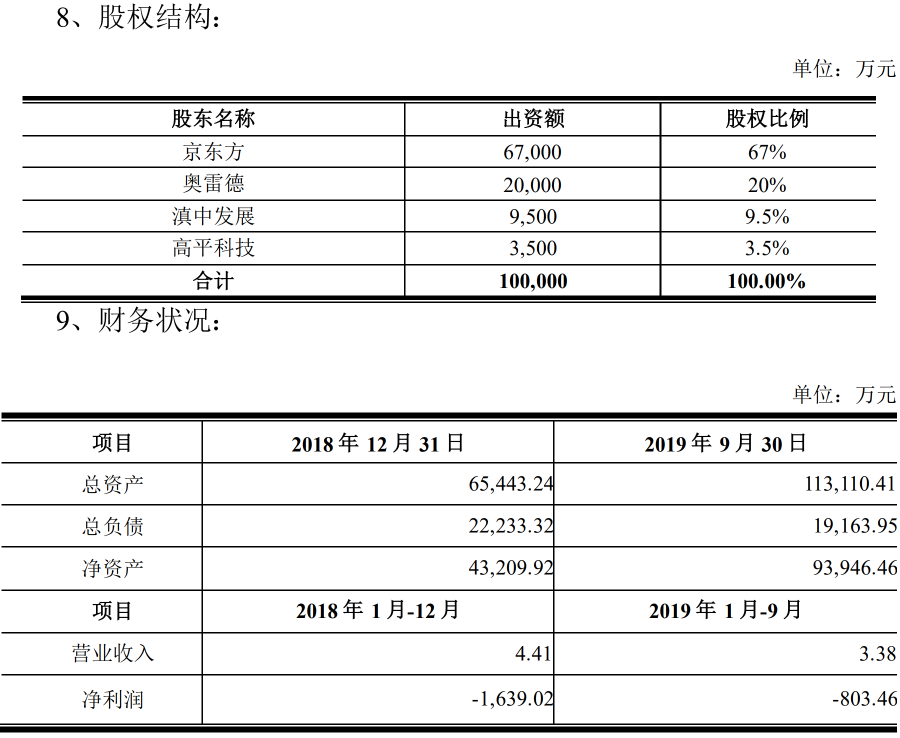 8、股权结构：
单位：万元
股东名称 出资额 股权比例
京东方 67,000 67%
奥雷德 20,000 20%
滇中发展 9,500 9.5%
高平科技 3,500 3.5%
合计 100,000 100.00%
9、财务状况：
单位：万元
项目 2018 年 12 月 31 日 2019 年 9 月 30 日
总资产 65,443.24 113,110.41
总负债 22,233.32 19,163.95
净资产 43,209.92 93,946.46
项目 2018 年 1 月-12 月 2019 年 1 月-9 月
营业收入 4.41 3.38
净利润 -1,639.02 -803.46